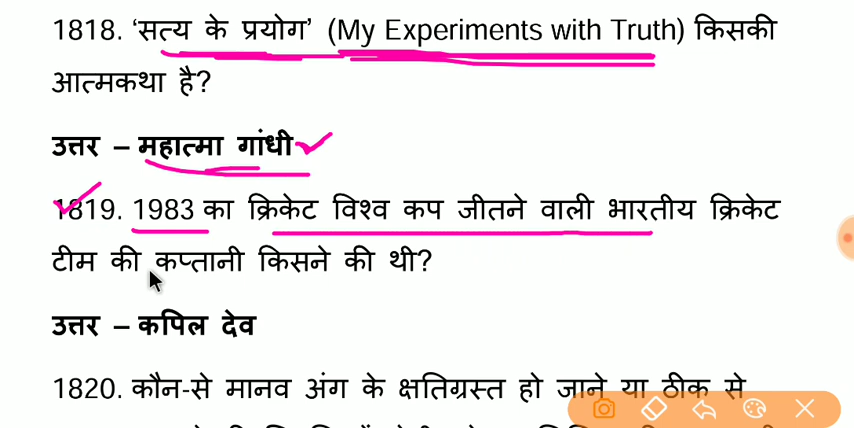 1818. ‘सत्य के प्रयोग’ (My Experiments with Truth) किसकी
आत्मकथा है?
उत्तर – महात्मा गांधी
1819. 1983 का क्रिकेट विश्व कप जीतने वाली भारतीय क्रिकेट
टीम की कप्तानी किसने की थी?
उत्तर – कपिल देव
1820. कौन-से मानव अंग के क्षतिग्रस्त हो जाने या ठीक से